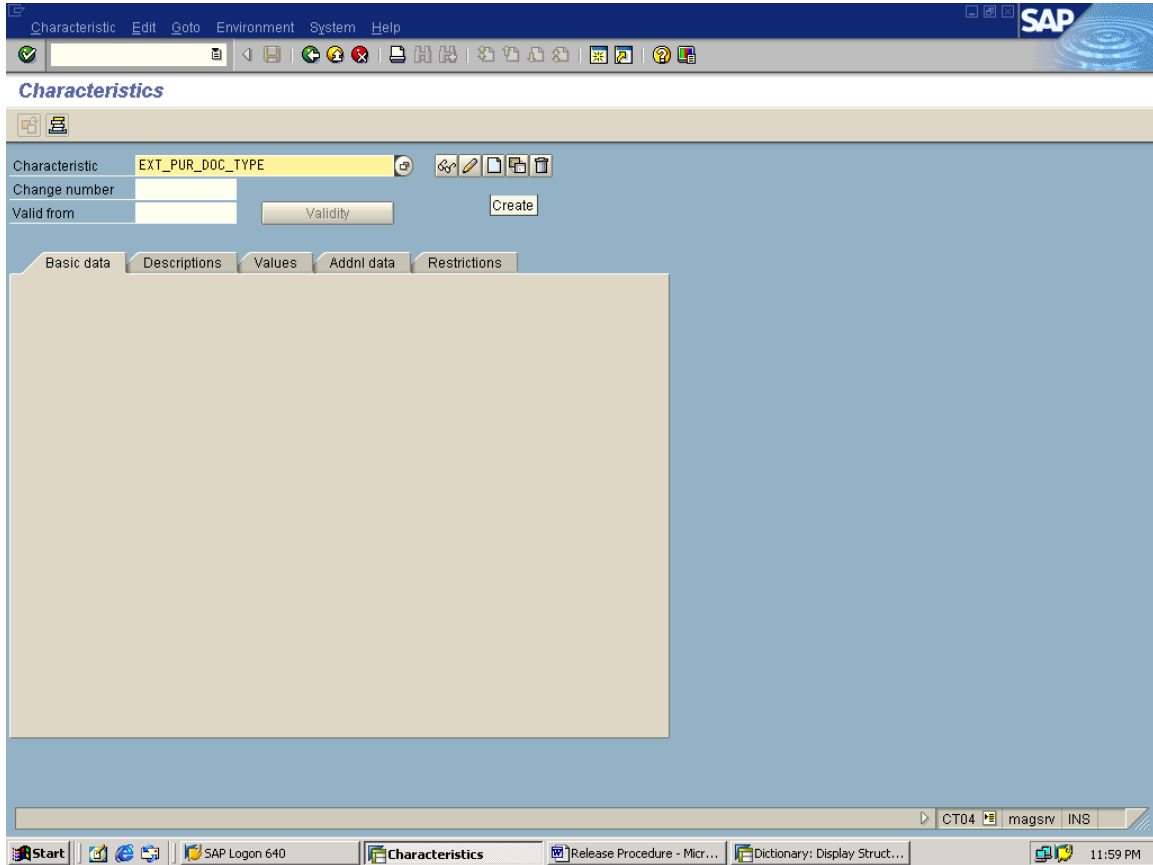 Characteristic Edit Goto Environment System Help
SAP
Characteristics
Characteristic EXT_PUR_DOC_TYPE
Change number
Valid from Validity
Create
Basic data Descriptions Values Addnl data Restrictions
CT04 magsrv INS
Start SAP Logon 640 Characteristics Release Procedure - Micr... Dictionary: Display Struct... 11:59 PM